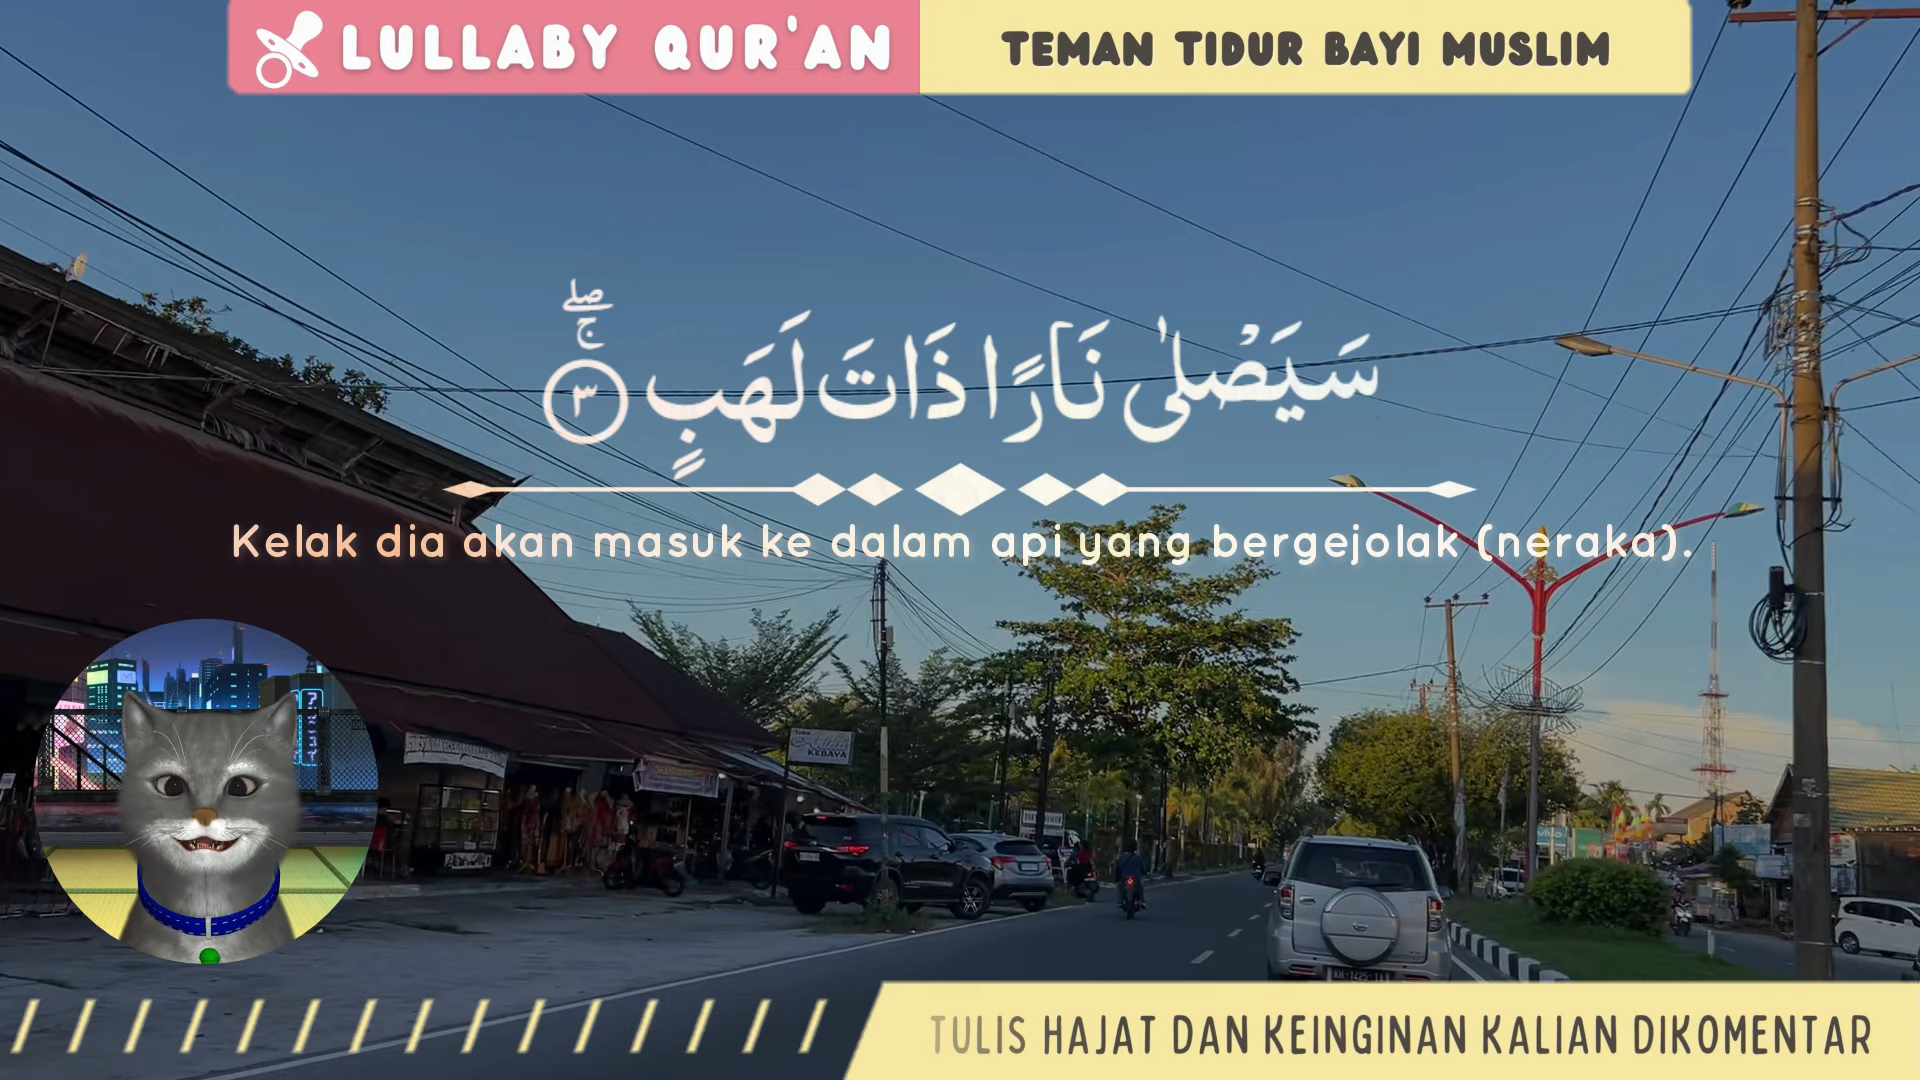 LULLABY QUR'AN
TEMAN TIDUR BAYI MUSLIM
سَيَصْلٰى نَارًا ذَاتَ لَهَبٍ ۖۚ ٣
Kelak dia akan masuk ke dalam api yang bergejolak (neraka).
KEBAYA
TULIS HAJAT DAN KEINGINAN KALIAN DIKOMENTAR